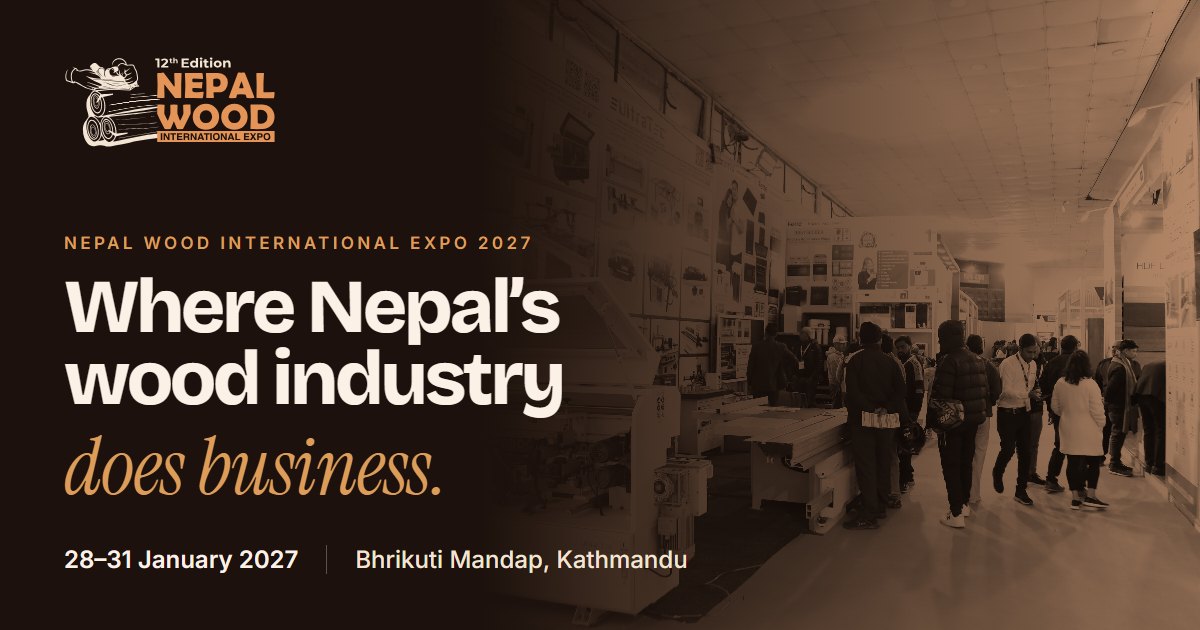 12th Edition
NEPAL
WOOD
INTERNATIONAL EXPO
NEPAL WOOD INTERNATIONAL EXPO 2027
Where Nepal’s
wood industry
does business.
28–31 January 2027
Bhrikuti Mandap, Kathmandu